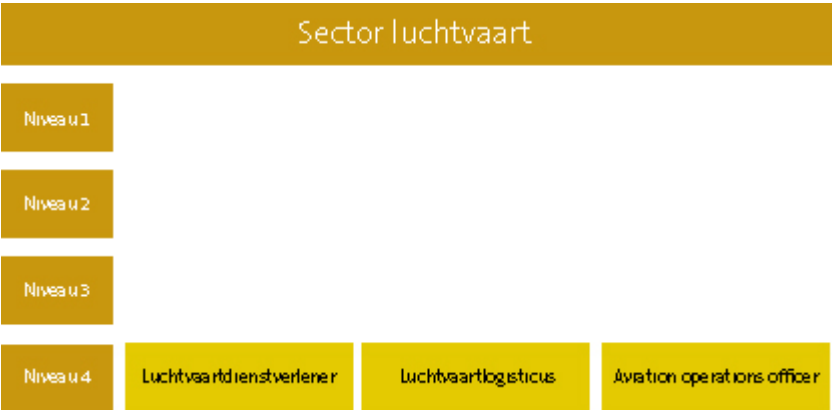 Sector luchtvaart
Niveau 1
Niveau 2
Niveau 3
Niveau 4
Luchtvaartdienstverlener
Luchtvaartlogisticus
Aviation operations officer